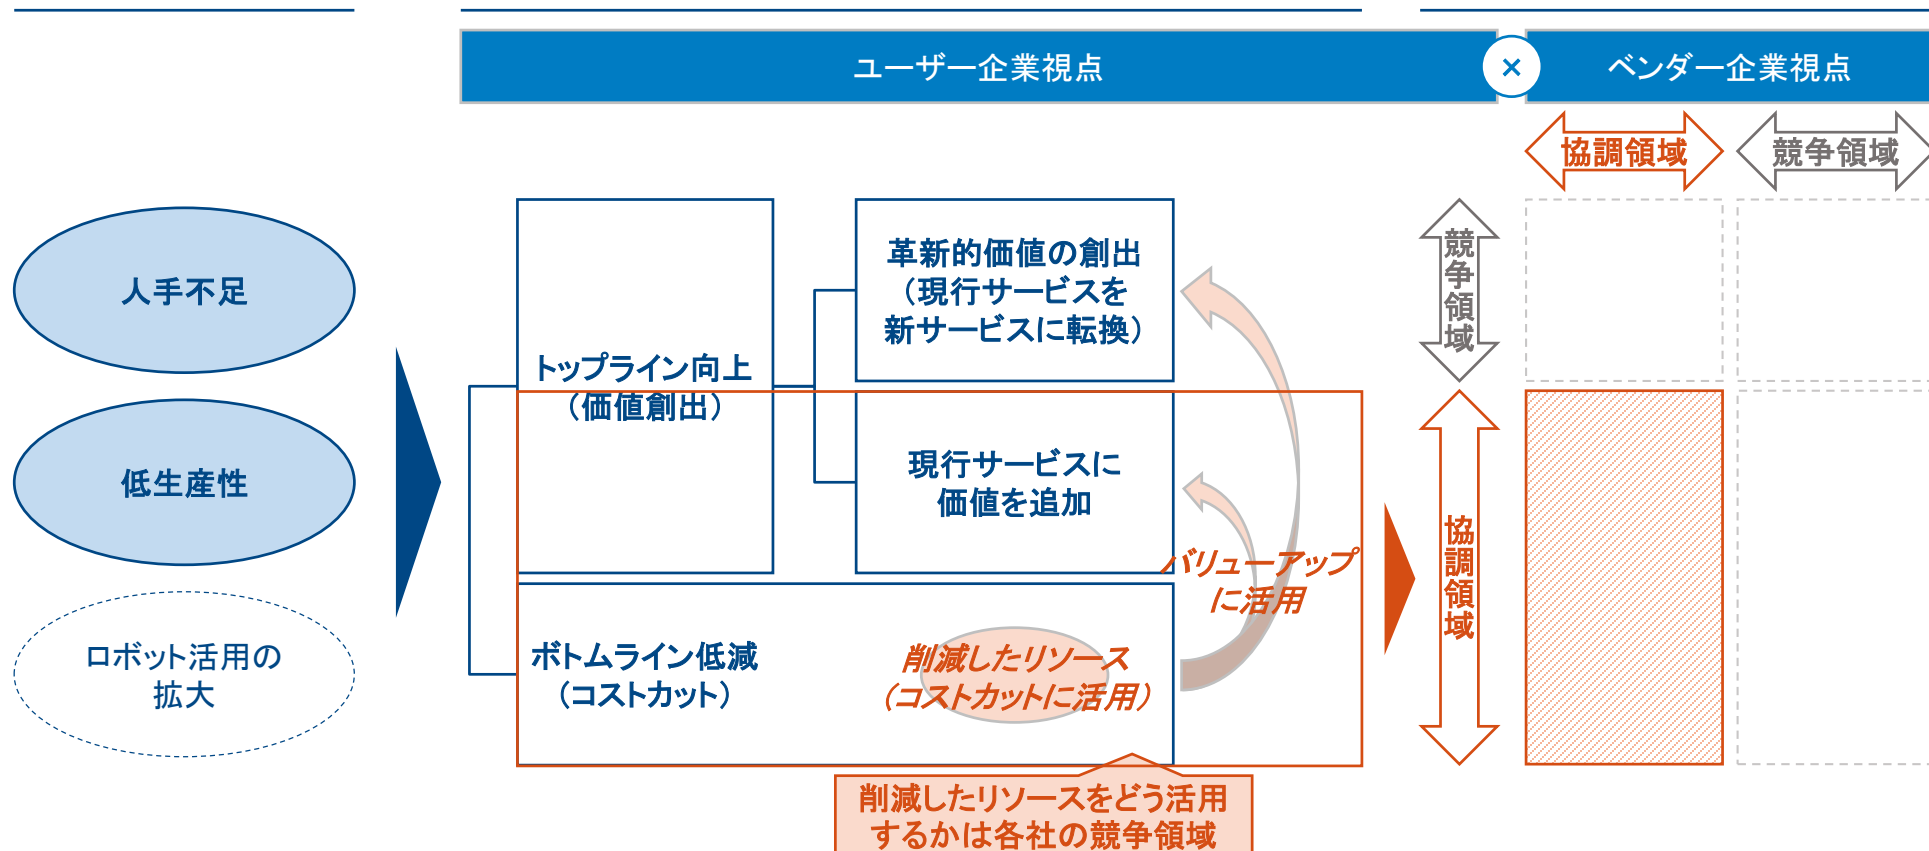 ユーザー企業視点
×
ベンダー企業視点
協調領域
競争領域
人手不足
低生産性
ロボット活用の
拡大
トップライン向上
（価値創出）
革新的価値の創出
（現行サービスを
新サービスに転換）
現行サービスに
価値を追加
バリューアップ
に活用
ボトムライン低減
（コストカット）
削減したリソース
（コストカットに活用）
削減したリソースをどう活用
するかは各社の競争領域
競争領域
協調領域